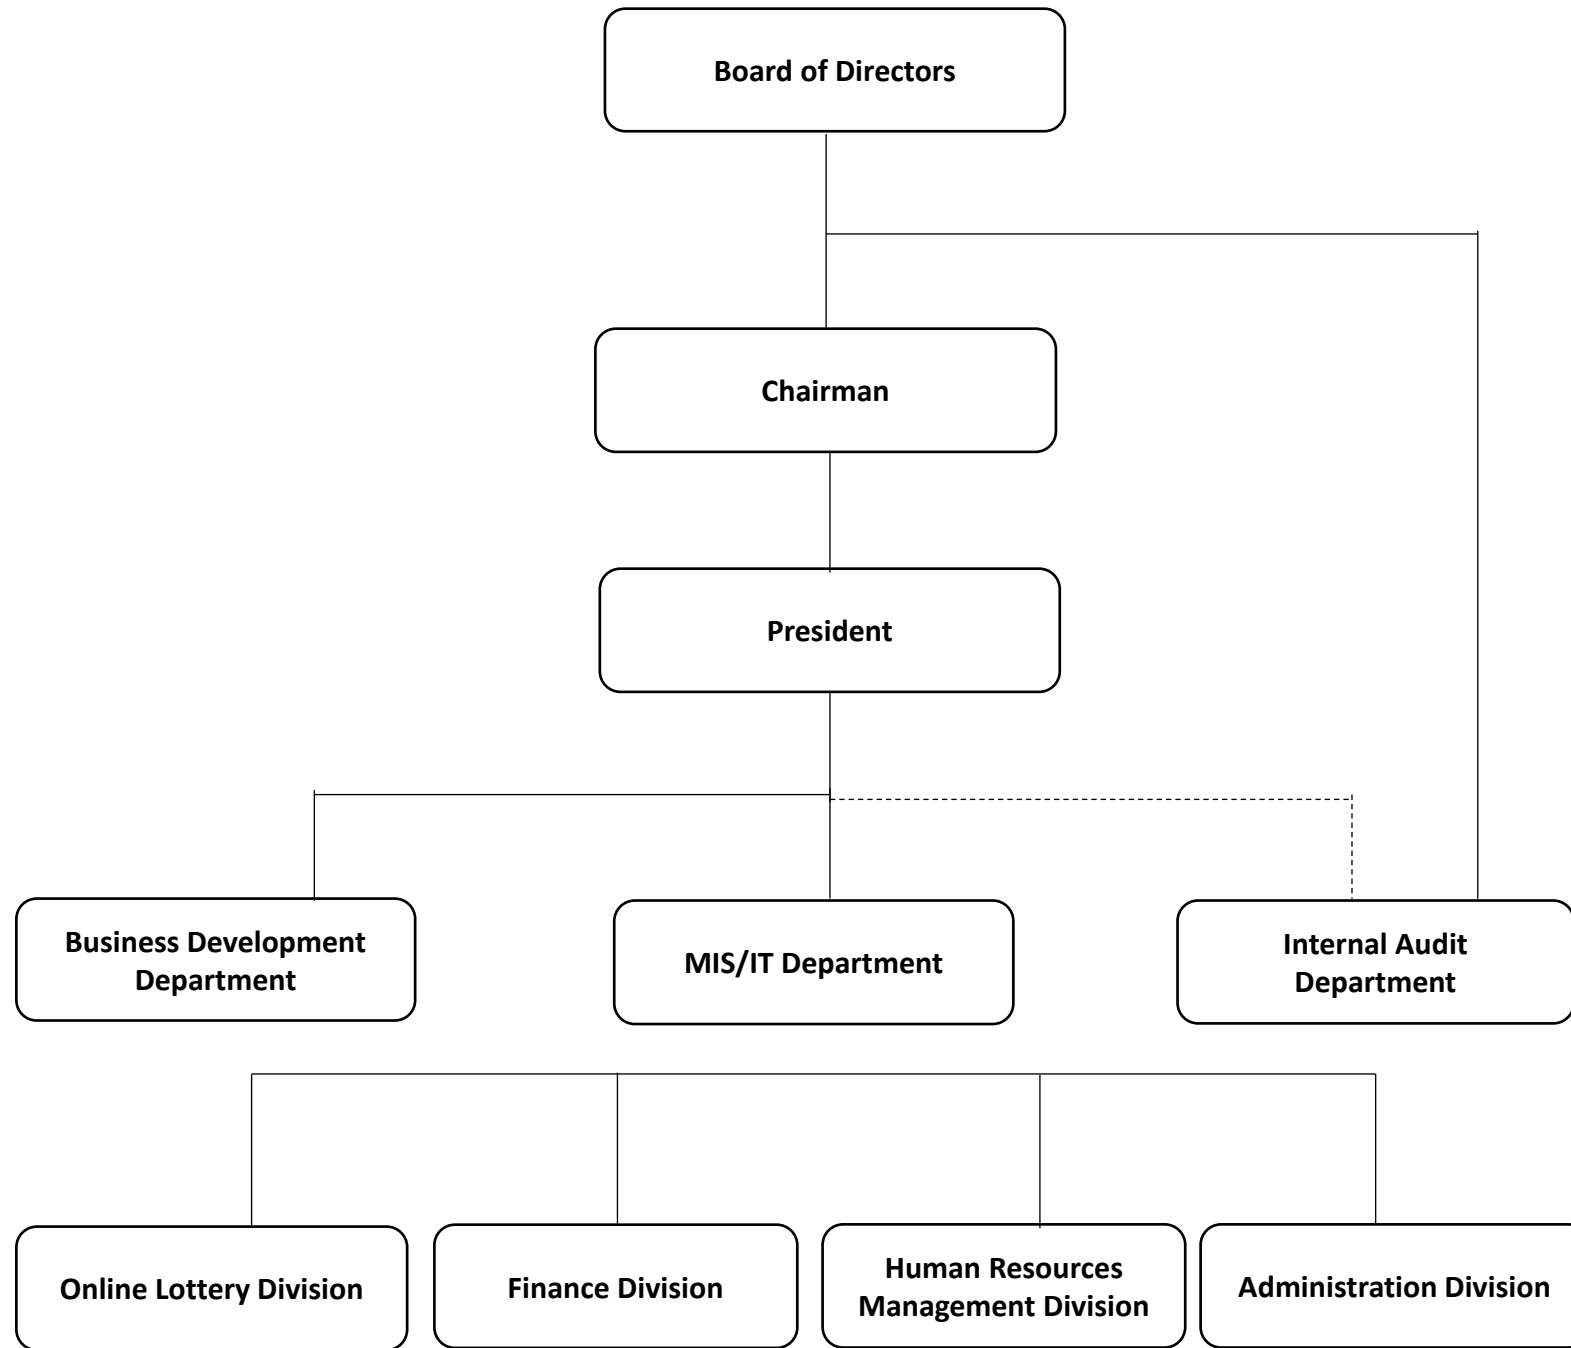 Board of Directors
Chairman
President
Business Development
Department
MIS/IT Department
Internal Audit
Department
Online Lottery Division
Finance Division
Human Resources
Management Division
Administration Division